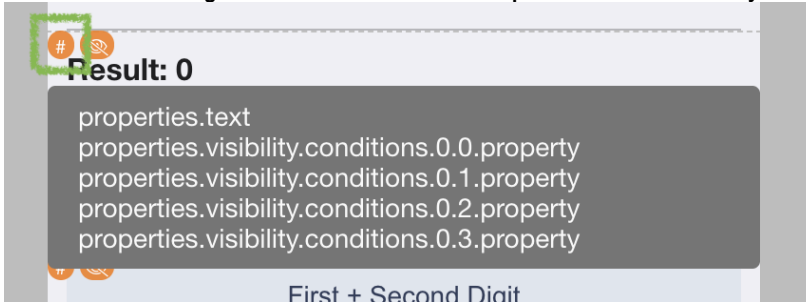 #
Result: 0
properties.text
properties.visibility.conditions.0.0.property
properties.visibility.conditions.0.1.property
properties.visibility.conditions.0.2.property
properties.visibility.conditions.0.3.property
#
First + Second Digit